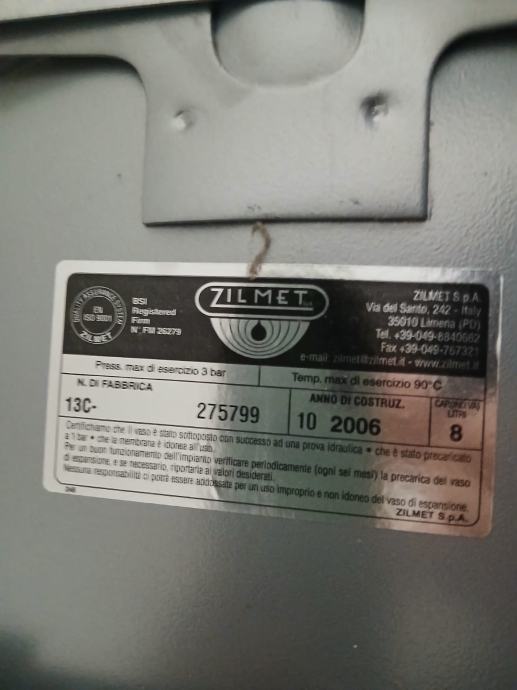 QUALITY ASSURANCE SYSTEM
EN
ISO 9001
ZILMET
BSI
Registered
Firm
N° FM 26279
ZILMET
ZILMET S.p.A.
Via del Santo, 242 - Italy
35010 Limena (PD)
Tel. +39-049-8840662
Fax +39-049-767321
e-mail: zilmet@zilmet.it - www.zilmet.it
Press. max di esercizio 3 bar
Temp. max di esercizio 90°C
N. DI FABBRICA
13C- 275799
ANNO DI COSTRUZ.
10 2006
LITRI
8
Certifichiamo che il vaso è stato sottoposto con successo ad una prova idraulica • che è stato precaricato
a 1 bar • che la membrana è idonea all'uso.
Per un buon funzionamento dell'impianto verificare periodicamente (ogni sei mesi) la precarica del vaso
di espansione, e se necessario, riportarla ai valori desiderati.
Nessuna responsabilità ci potrà essere addossata per un uso improprio e non idoneo del vaso di espansione.
ZILMET S.p.A.